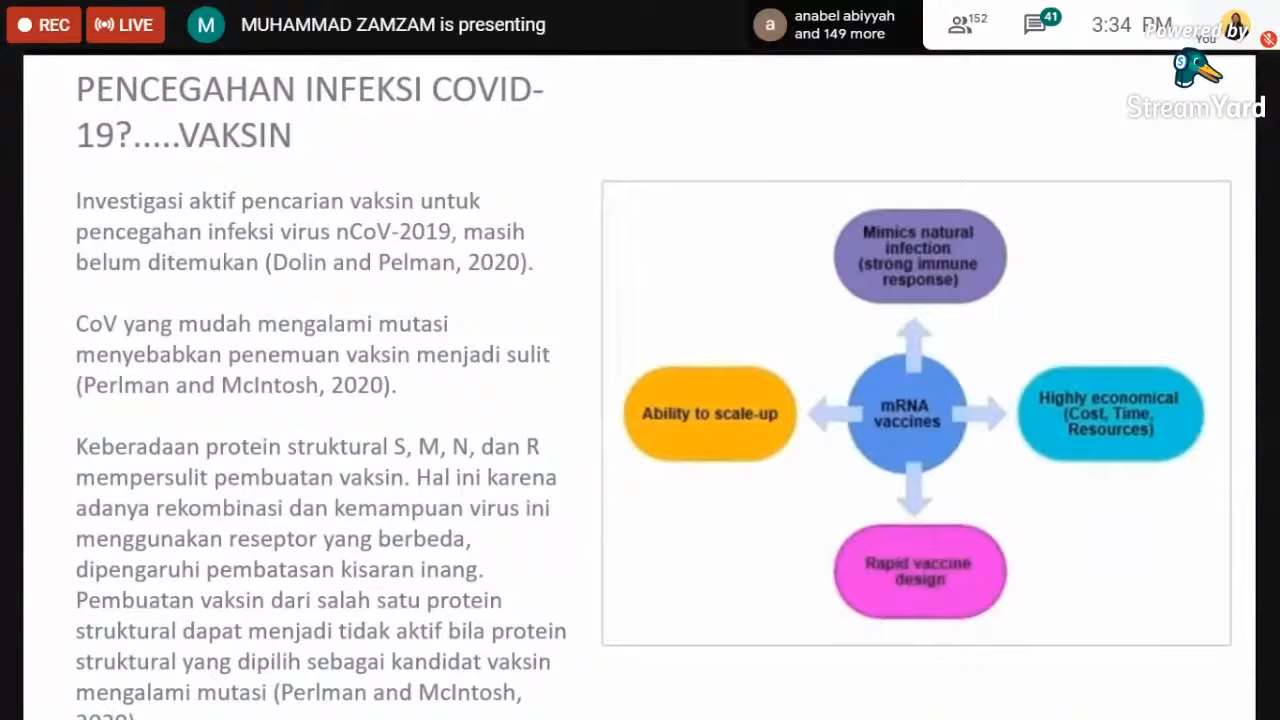 REC
LIVE
M
MUHAMMAD ZAMZAM is presenting
a
anabel abiyyah
and 149 more
152
41
3:34 PM
You
Powered by
StreamYard
PENCEGAHAN INFEKSI COVID-
19?.....VAKSIN
Investigasi aktif pencarian vaksin untuk
pencegahan infeksi virus nCoV-2019, masih
belum ditemukan (Dolin and Pelman, 2020).
CoV yang mudah mengalami mutasi
menyebabkan penemuan vaksin menjadi sulit
(Perlman and McIntosh, 2020).
Keberadaan protein struktural S, M, N, dan R
mempersulit pembuatan vaksin. Hal ini karena
adanya rekombinasi dan kemampuan virus ini
menggunakan reseptor yang berbeda,
dipengaruhi pembatasan kisaran inang.
Pembuatan vaksin dari salah satu protein
struktural dapat menjadi tidak aktif bila protein
struktural yang dipilih sebagai kandidat vaksin
mengalami mutasi (Perlman and McIntosh,
2020)
Mimics natural
infection
(strong immune
response)
Ability to scale-up
mRNA
vaccines
Highly economical
(Cost, Time,
Resources)
Rapid vaccine
design